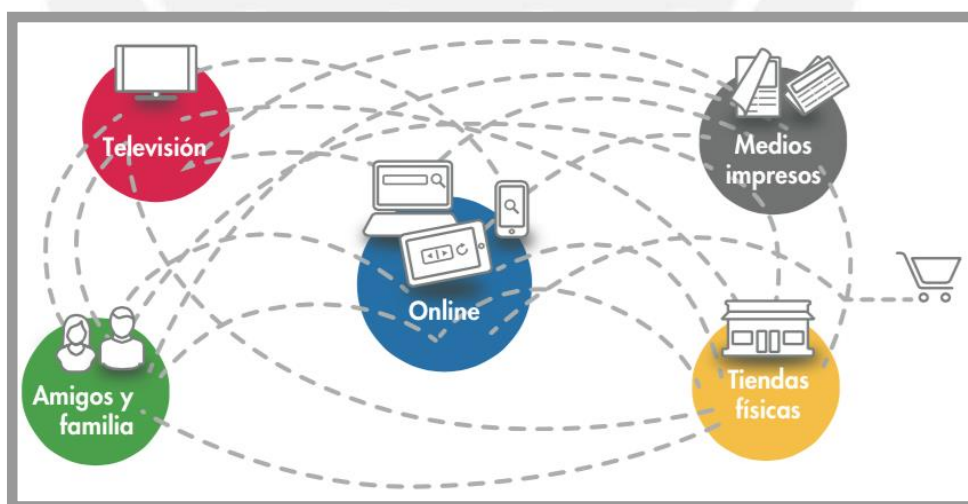 Televisión
Medios
impresos
Online
Amigos y
familia
Tiendas
físicas